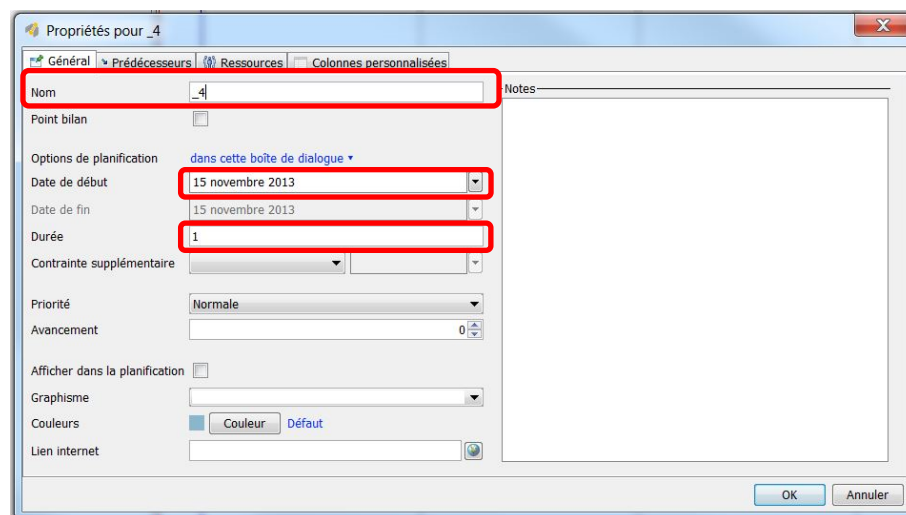 Propriétés pour _4
X
Général Prédécesseurs Ressources Colonnes personnalisées
Nom _4
Notes
Point bilan
Options de planification dans cette boîte de dialogue
Date de début 15 novembre 2013
Date de fin 15 novembre 2013
Durée 1
Contrainte supplémentaire
Priorité Normale
Avancement 0
Afficher dans la planification
Graphisme
Couleurs Couleur Défaut
Lien internet
OK Annuler